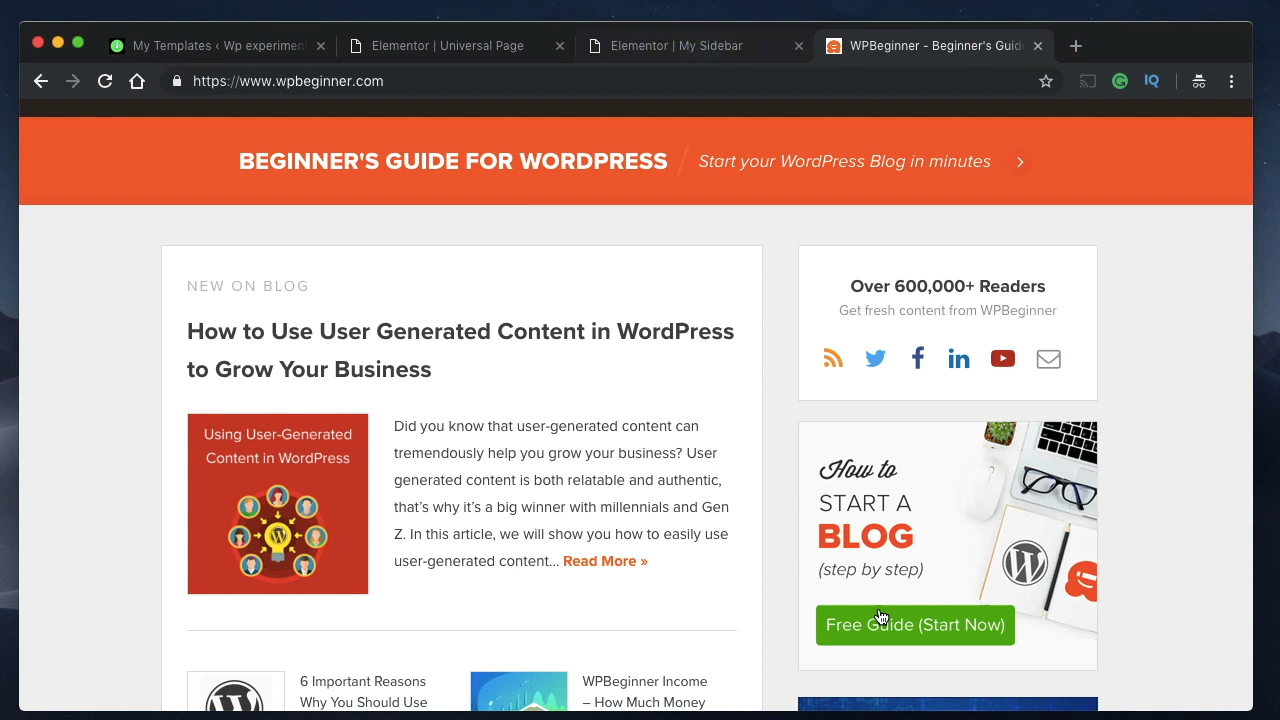 My Templates ‹ Wp experimen
Elementor | Universal Page
Elementor | My Sidebar
WPBeginner - Beginner's Guide
https://www.wpbeginner.com
IQ
BEGINNER'S GUIDE FOR WORDPRESS
Start your WordPress Blog in minutes
NEW ON BLOG
How to Use User Generated Content in WordPress
to Grow Your Business
Using User-Generated
Content in WordPress
Did you know that user-generated content can
tremendously help you grow your business? User
generated content is both relatable and authentic,
that's why it's a big winner with millennials and Gen
Z. In this article, we will show you how to easily use
user-generated content... Read More »
6 Important Reasons
Why You Should Use
WPBeginner Income
– How Much Money
Over 600,000+ Readers
Get fresh content from WPBeginner
How to
START A
BLOG
(step by step)
Free Guide (Start Now)